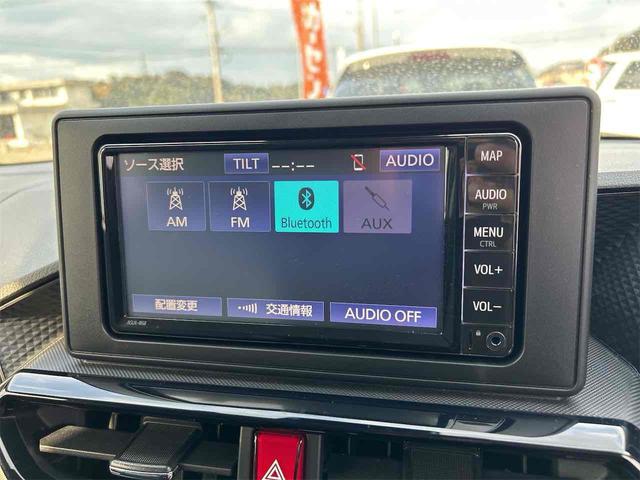 ソース選択 TILT --:-- AUDIO
AM FM Bluetooth AUX
配置変更 交通情報 AUDIO OFF
MAP
AUDIO
PWR
MENU
CTRL
VOL+
VOL-